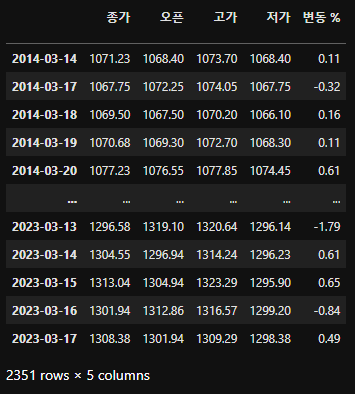 종가 오픈 고가 저가 변동 %
2014-03-14 1071.23 1068.40 1073.70 1068.40 0.11
2014-03-17 1067.75 1072.25 1074.05 1067.75 -0.32
2014-03-18 1069.50 1067.50 1070.20 1066.10 0.16
2014-03-19 1070.68 1069.30 1072.70 1068.30 0.11
2014-03-20 1077.23 1076.55 1077.85 1074.45 0.61
... ... ... ... ... ...
2023-03-13 1296.58 1319.10 1320.64 1296.14 -1.79
2023-03-14 1304.55 1296.94 1314.24 1296.23 0.61
2023-03-15 1313.04 1304.94 1323.29 1295.90 0.65
2023-03-16 1301.94 1312.86 1316.57 1299.20 -0.84
2023-03-17 1308.38 1301.94 1309.29 1298.38 0.49
2351 rows × 5 columns